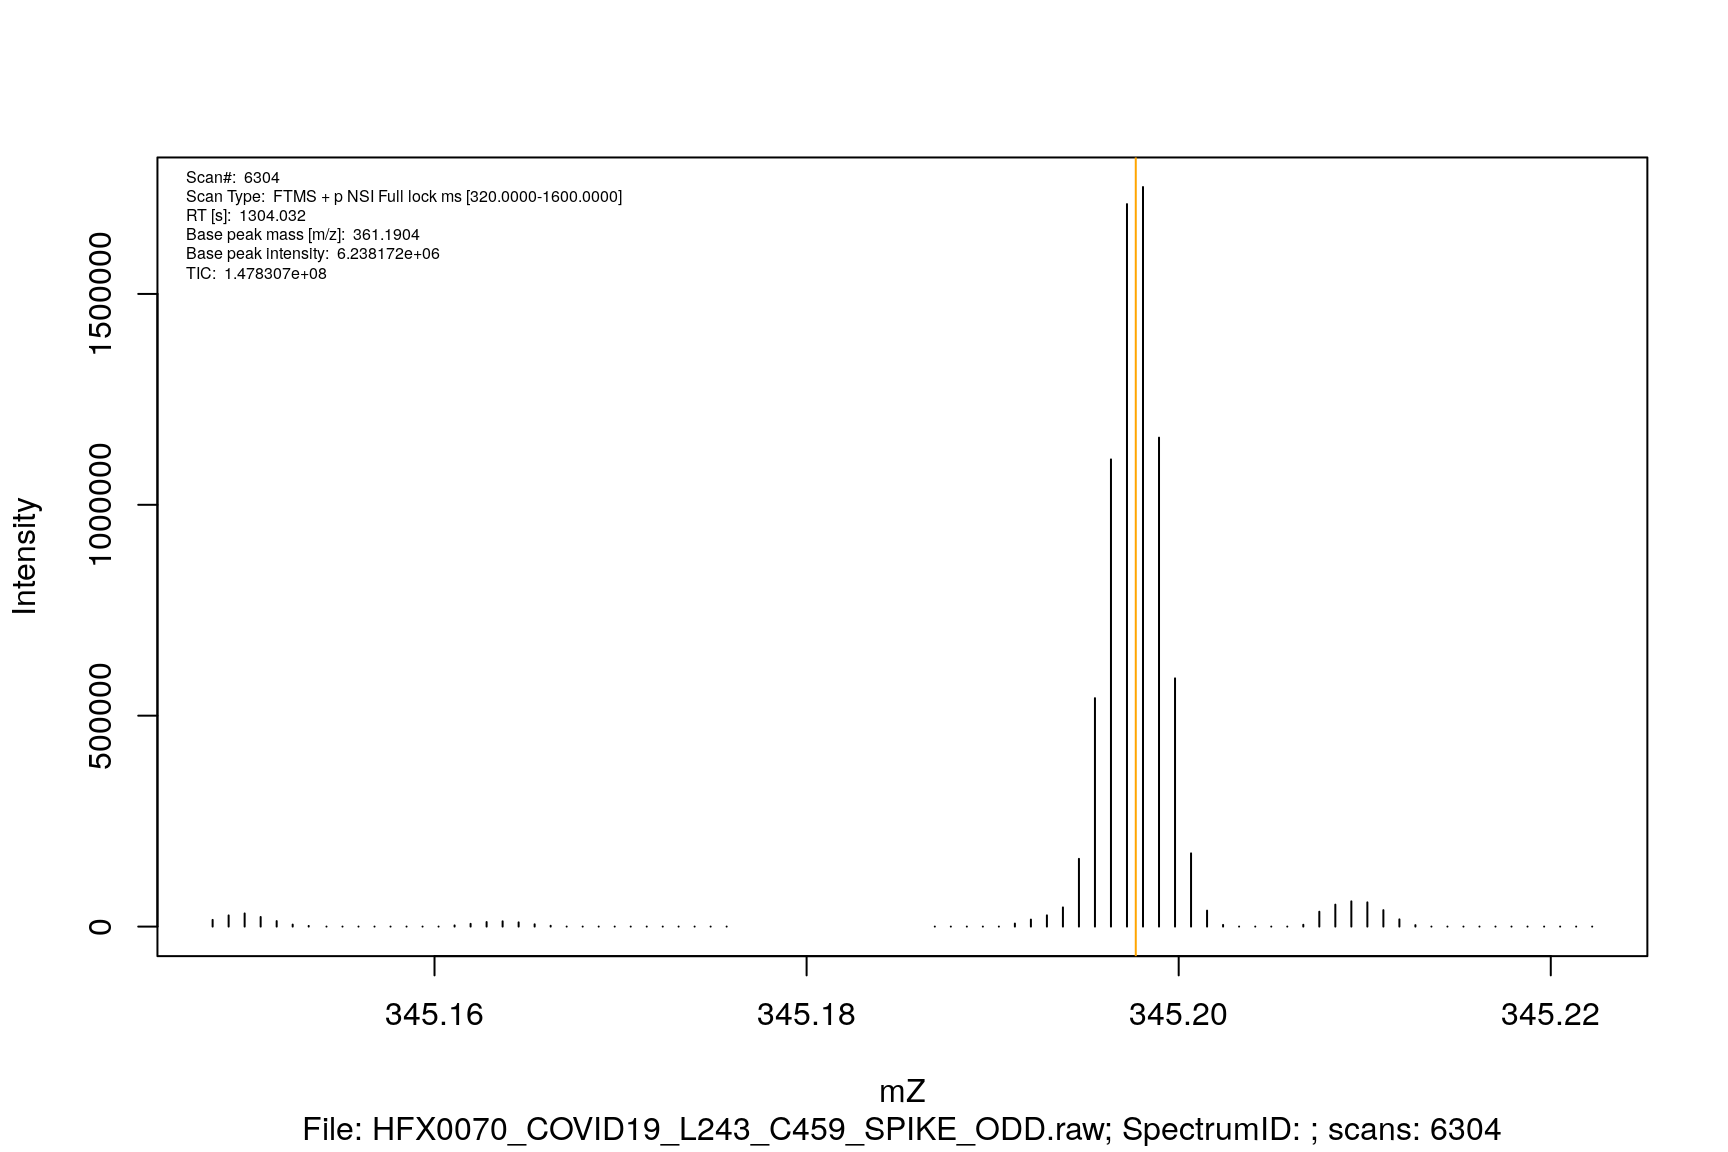 Scan#: 6304
Scan Type: FTMS + p NSI Full lock ms [320.0000-1600.0000]
RT [s]: 1304.032
Base peak mass [m/z]: 361.1904
Base peak intensity: 6.238172e+06
TIC: 1.478307e+08
1500000
1000000
500000
0
Intensity
345.16 345.18 345.20 345.22
mZ
File: HFX0070_COVID19_L243_C459_SPIKE_ODD.raw; SpectrumID: ; scans: 6304